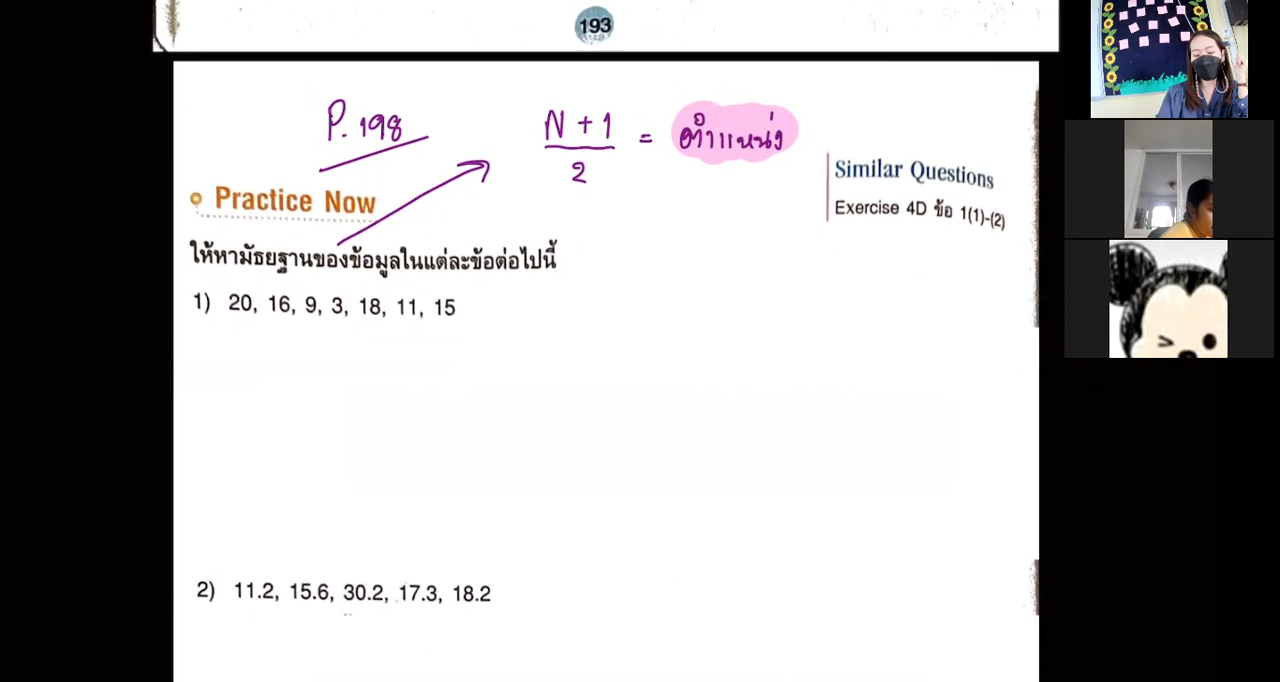 193
P. 198
N + 1 / 2 = ตำแหน่ง
Similar Questions
Exercise 4D ข้อ 1(1)-(2)
Practice Now
ให้หามัธยฐานของข้อมูลในแต่ละข้อต่อไปนี้
1) 20, 16, 9, 3, 18, 11, 15
2) 11.2, 15.6, 30.2, 17.3, 18.2